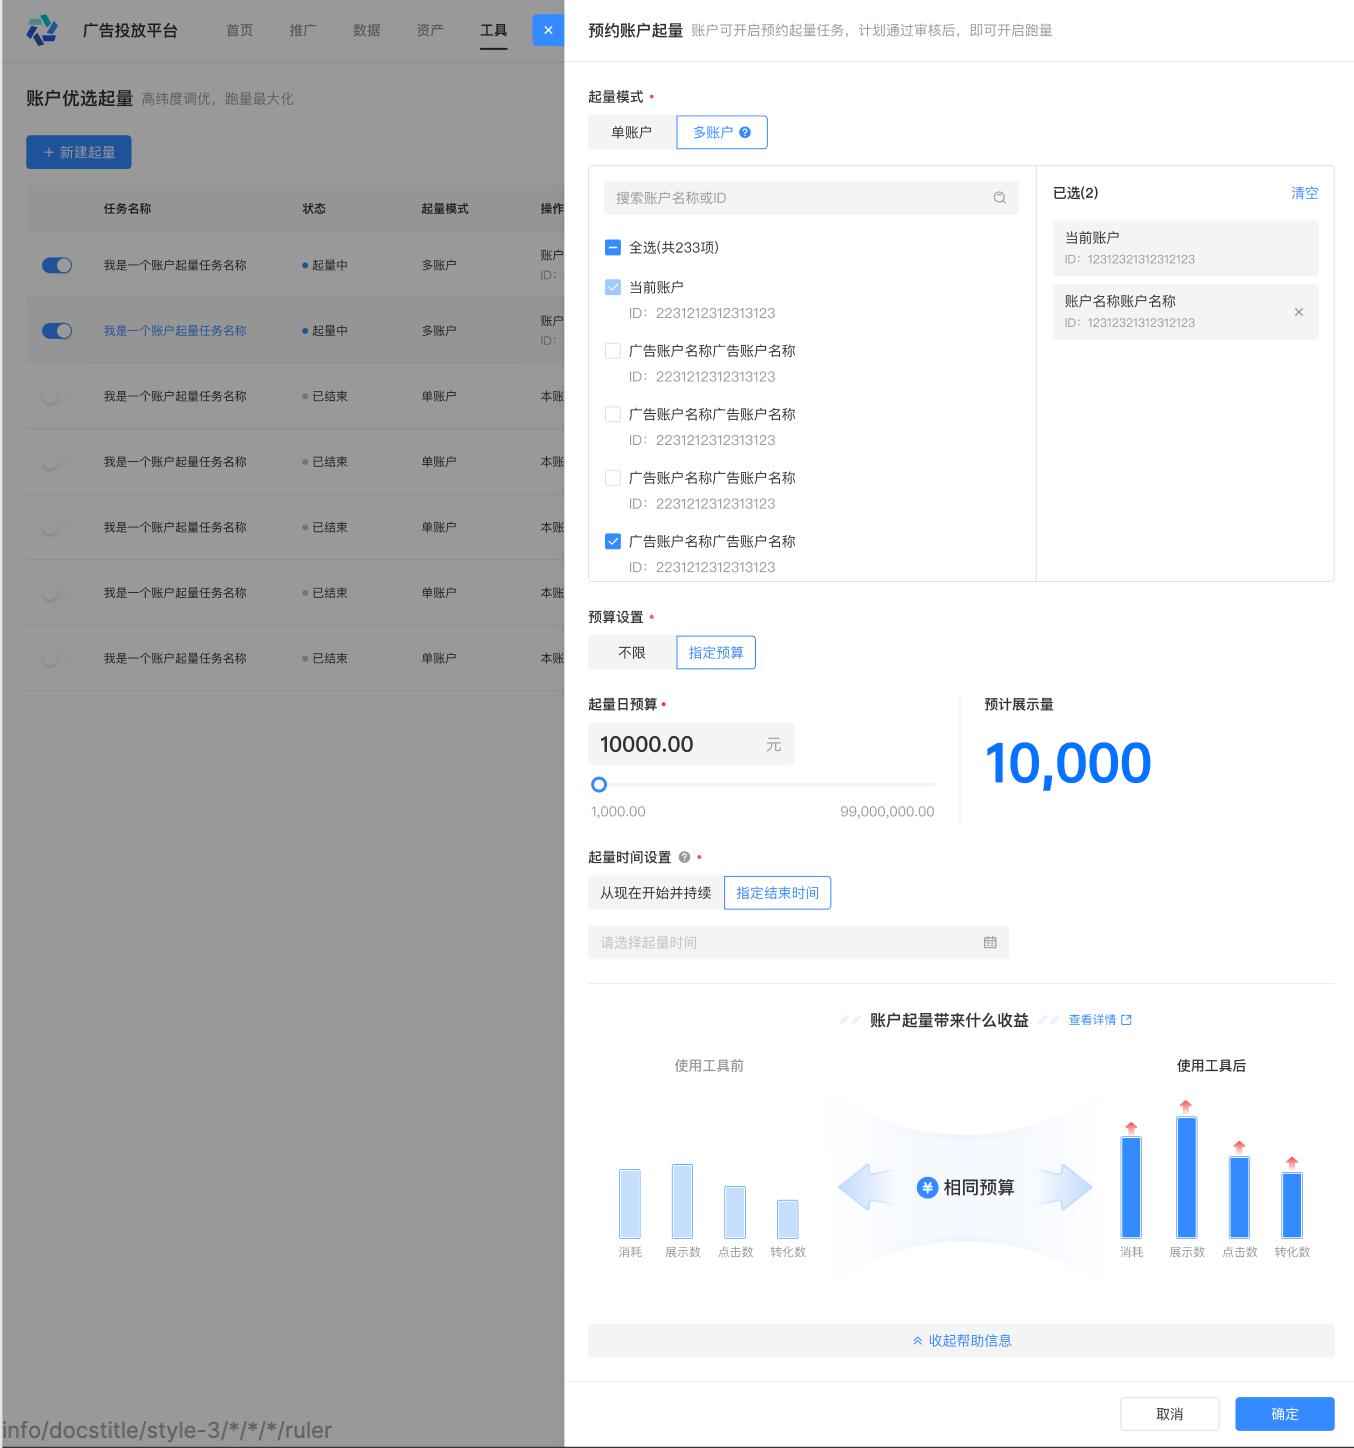 广告投放平台 首页 推广 数据 资产 工具
账户优选起量 高纬度调优，跑量最大化
+ 新建起量
任务名称 状态 起量模式 操作
我是一个账户起量任务名称 起量中 多账户 账户
ID：
我是一个账户起量任务名称 起量中 多账户 账户
ID：
我是一个账户起量任务名称 已结束 单账户 本账
我是一个账户起量任务名称 已结束 单账户 本账
我是一个账户起量任务名称 已结束 单账户 本账
我是一个账户起量任务名称 已结束 单账户 本账
我是一个账户起量任务名称 已结束 单账户 本账
info/docstitle/style-3/*/*/*/ruler
预约账户起量 账户可开启预约起量任务，计划通过审核后，即可开启跑量
起量模式
单账户 多账户
搜索账户名称或ID
全选(共233项)
当前账户
ID：2231212312313123
广告账户名称广告账户名称
ID：2231212312313123
广告账户名称广告账户名称
ID：2231212312313123
广告账户名称广告账户名称
ID：2231212312313123
广告账户名称广告账户名称
ID：2231212312313123
已选(2) 清空
当前账户
ID：12312321312312123
账户名称账户名称
ID：12312321312312123
预算设置
不限 指定预算
起量日预算
10000.00 元
1,000.00 99,000,000.00
预计展示量
10,000
起量时间设置
从现在开始并持续 指定结束时间
请选择起量时间
账户起量带来什么收益 查看详情
使用工具前 使用工具后
¥ 相同预算
消耗 展示数 点击数 转化数 消耗 展示数 点击数 转化数
收起帮助信息
取消 确定